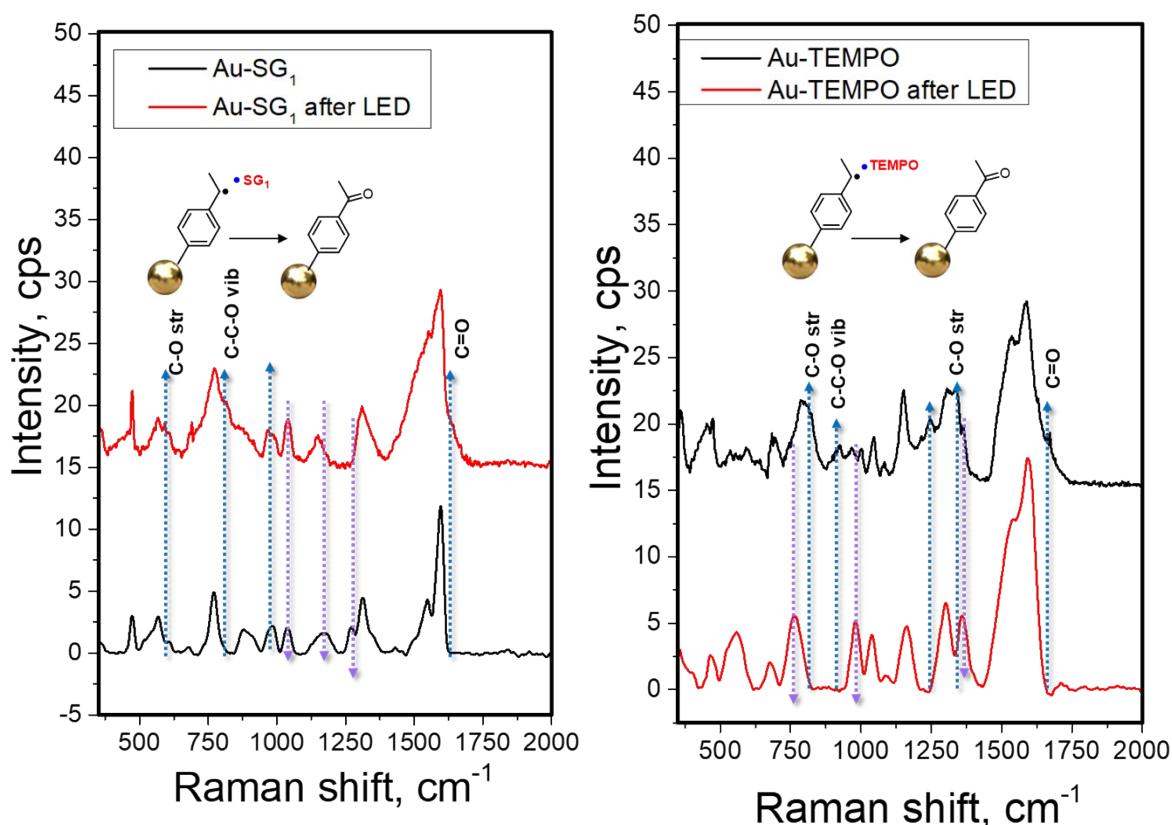 Au-SG₁
Au-SG₁ after LED
SG₁
O
C-O str
C-C-O vib
C=O
Intensity, cps
50
45
40
35
30
25
20
15
10
5
0
-5
500 750 1000 1250 1500 1750 2000
Raman shift, cm⁻¹
Au-TEMPO
Au-TEMPO after LED
TEMPO
O
C-O str
C-C-O vib
C-O str
C=O
Intensity, cps
50
45
40
35
30
25
20
15
10
5
0
500 750 1000 1250 1500 1750 2000
Raman shift, cm⁻¹